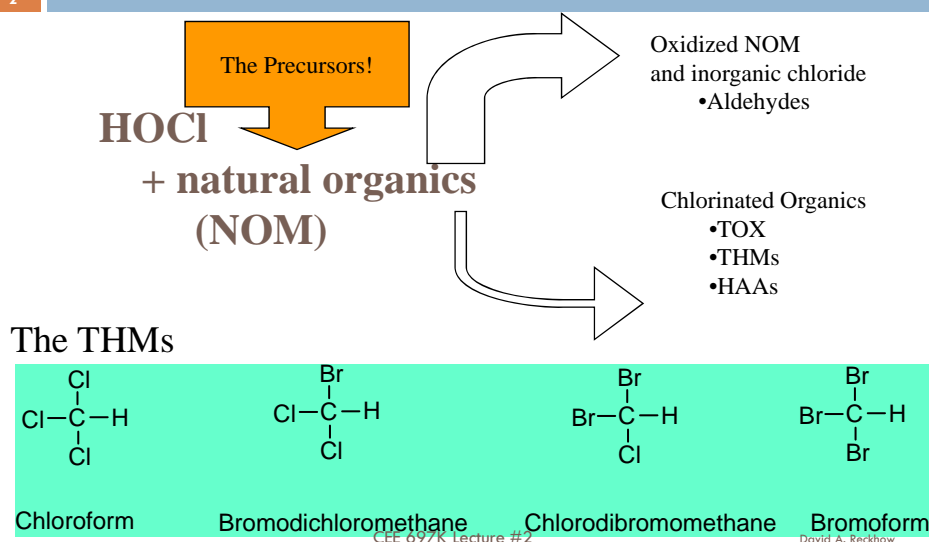 2
The Precursors!
HOCl
+ natural organics
(NOM)
Oxidized NOM
and inorganic chloride
•Aldehydes
Chlorinated Organics
•TOX
•THMs
•HAAs
The THMs
Cl
Cl–C–H
Cl
Chloroform
Br
Cl–C–H
Cl
Bromodichloromethane
Br
Br–C–H
Cl
Chlorodibromomethane
Br
Br–C–H
Br
Bromoform
CEE 697K Lecture #2
David A. Reckhow